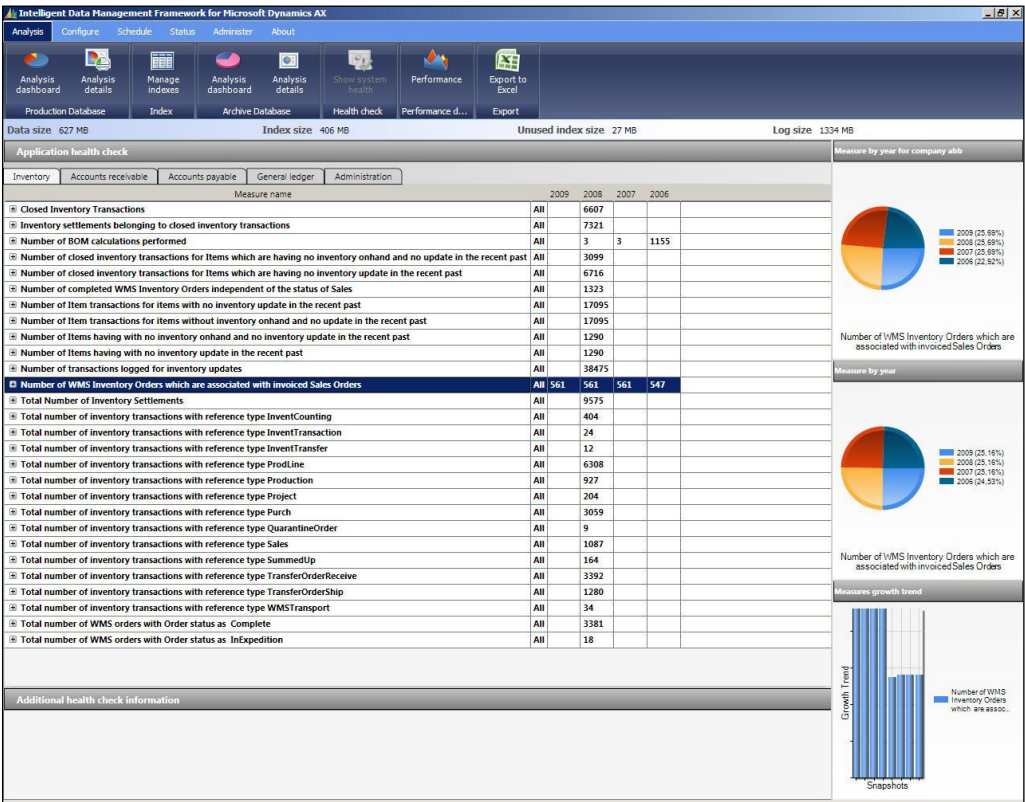 Intelligent Data Management Framework for Microsoft Dynamics AX
Analysis Configure Schedule Status Administer About
Analysis dashboard
Analysis details
Manage indexes
Analysis dashboard
Analysis details
Show system health
Performance
Export to Excel
Production Database Index Archive Database Health check Performance d... Export
Data size 627 MB Index size 406 MB Unused index size 27 MB Log size 1334 MB
Application health check
Inventory Accounts receivable Accounts payable General ledger Administration
Measure name 2009 2008 2007 2006
Closed Inventory Transactions All 6607
Inventory settlements belonging to closed inventory transactions All 7321
Number of BOM calculations performed All 3 3 1155
Number of closed inventory transactions for Items which are having no inventory onhand and no update in the recent past All 3099
Number of closed inventory transactions for Items which are having no inventory update in the recent past All 6716
Number of completed WMS Inventory Orders independent of the status of Sales All 1323
Number of Item transactions for items with no inventory update in the recent past All 17095
Number of Item transactions for items without inventory onhand and no update in the recent past All 17095
Number of Items having with no inventory onhand and no inventory update in the recent past All 1290
Number of Items having with no inventory update in the recent past All 1290
Number of transactions logged for inventory updates All 38475
Number of WMS Inventory Orders which are associated with invoiced Sales Orders All 561 561 561 547
Total Number of Inventory Settlements All 9575
Total number of inventory transactions with reference type InventCounting All 404
Total number of inventory transactions with reference type InventTransaction All 24
Total number of inventory transactions with reference type InventTransfer All 12
Total number of inventory transactions with reference type ProdLine All 6308
Total number of inventory transactions with reference type Production All 927
Total number of inventory transactions with reference type Project All 204
Total number of inventory transactions with reference type Purch All 3059
Total number of inventory transactions with reference type QuarantineOrder All 9
Total number of inventory transactions with reference type Sales All 1087
Total number of inventory transactions with reference type SummedUp All 164
Total number of inventory transactions with reference type TransferOrderReceive All 3392
Total number of inventory transactions with reference type TransferOrderShip All 1280
Total number of inventory transactions with reference type WMSTransport All 34
Total number of WMS orders with Order status as Complete All 3381
Total number of WMS orders with Order status as InExpedition All 18
Additional health check information
Measure by year for company abb
2009 (25,69%)
2008 (25,69%)
2007 (25,69%)
2006 (22,92%)
Number of WMS Inventory Orders which are
associated with invoiced Sales Orders
Measure by year
2009 (25,16%)
2008 (25,16%)
2007 (25,16%)
2006 (24,53%)
Number of WMS Inventory Orders which are
associated with invoiced Sales Orders
Measures growth trend
Growth Trend
Number of WMS
Inventory Orders
which are assoc...
Snapshots